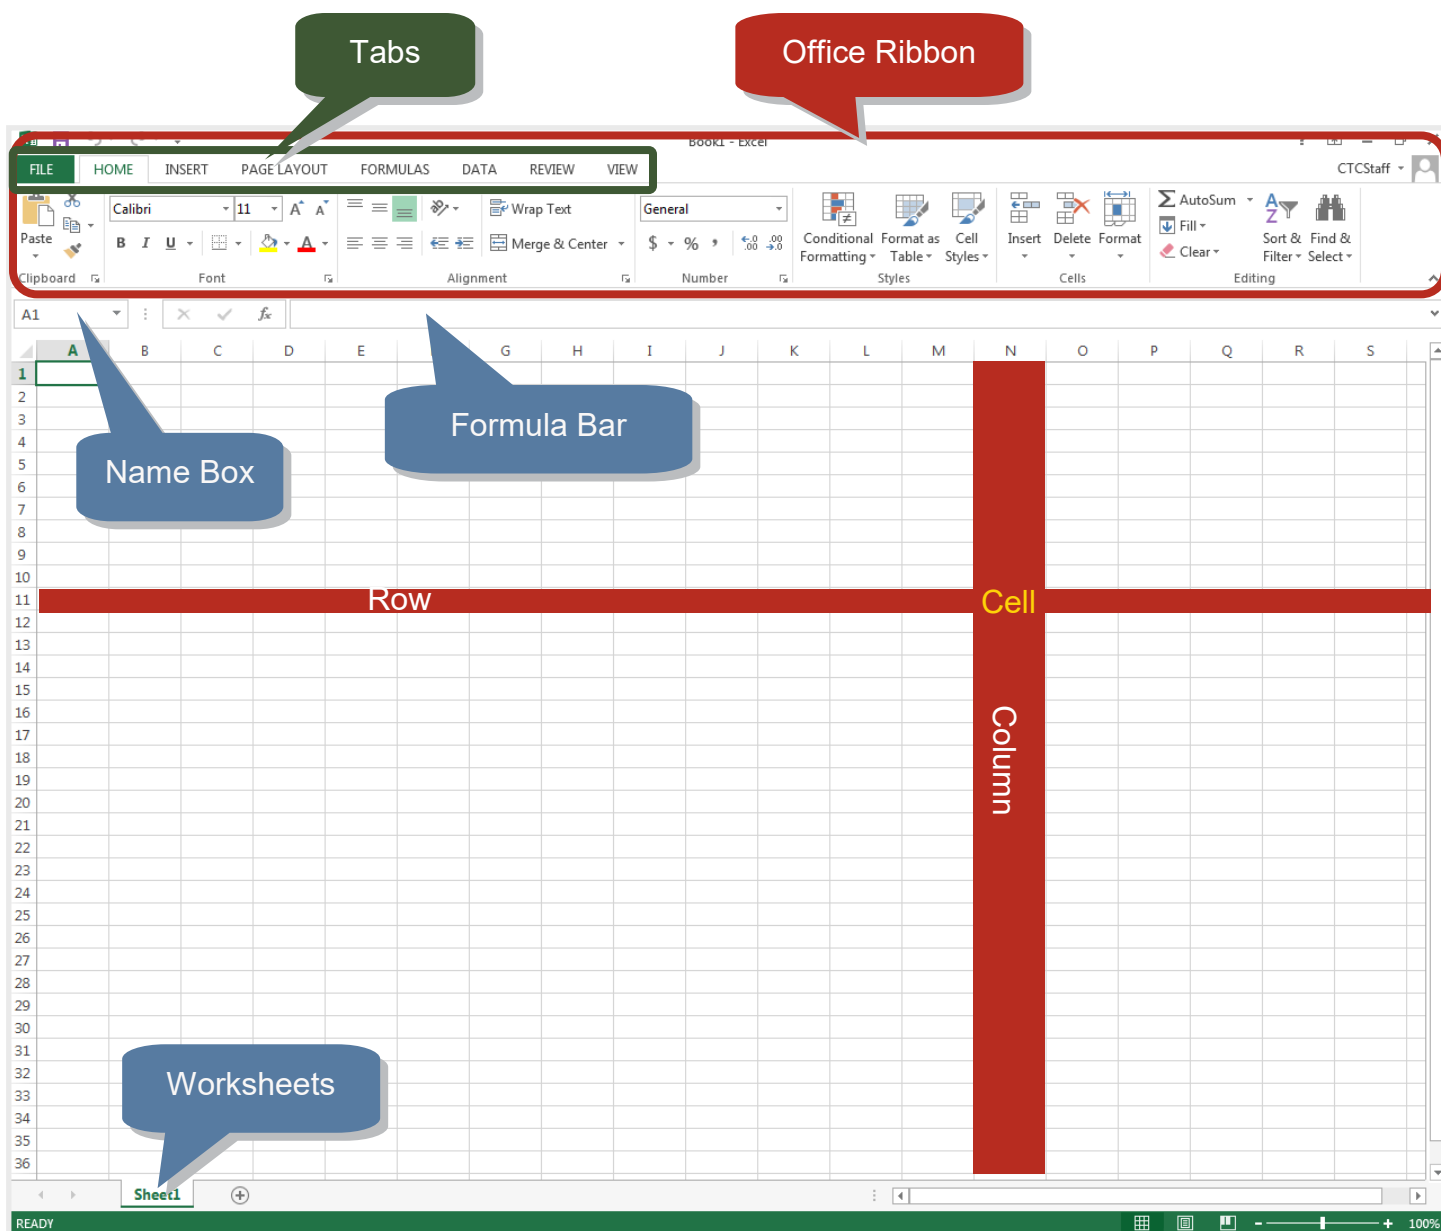 Tabs
Office Ribbon
Book1 - Excel
FILE HOME INSERT PAGE LAYOUT FORMULAS DATA REVIEW VIEW CTCStaff
Calibri 11 Wrap Text General AutoSum
Fill
Paste B I U A Merge & Center $ % , Conditional Format as Cell Insert Delete Format Sort & Find &
Formatting Table Styles Clear Filter Select
Clipboard Font Alignment Number Styles Cells Editing
A1 fx
A B C D E G H I J K L M N O P Q R S
1
2
3
Formula Bar
4
5
Name Box
6
7
8
9
10
11 Row Cell
12
13
14
15
16
17
Column
18
19
20
21
22
23
24
25
26
27
28
29
30
31
32
Worksheets
33
34
35
36
Sheet1
READY 100%